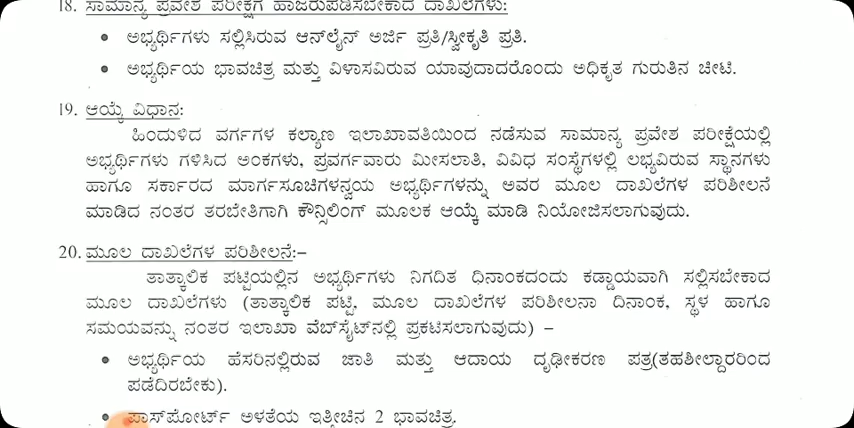 18. ಸಾಮಾನ್ಯ ಪ್ರವೇಶ ಪರೀಕ್ಷೆಗೆ ಹಾಜರುಪಡಿಸಬೇಕಾದ ದಾಖಲೆಗಳು:
• ಅಭ್ಯರ್ಥಿಗಳು ಸಲ್ಲಿಸಿರುವ ಆನ್‌ಲೈನ್ ಅರ್ಜಿ ಪ್ರತಿ/ಸ್ವೀಕೃತಿ ಪ್ರತಿ.
• ಅಭ್ಯರ್ಥಿಯ ಭಾವಚಿತ್ರ ಮತ್ತು ವಿಳಾಸವಿರುವ ಯಾವುದಾದರೊಂದು ಅಧಿಕೃತ ಗುರುತಿನ ಚೀಟಿ.
19. ಆಯ್ಕೆ ವಿಧಾನ:
ಹಿಂದುಳಿದ ವರ್ಗಗಳ ಕಲ್ಯಾಣ ಇಲಾಖಾವತಿಯಿಂದ ನಡೆಸುವ ಸಾಮಾನ್ಯ ಪ್ರವೇಶ ಪರೀಕ್ಷೆಯಲ್ಲಿ
ಅಭ್ಯರ್ಥಿಗಳು ಗಳಿಸಿದ ಅಂಕಗಳು, ಪ್ರವರ್ಗವಾರು ಮೀಸಲಾತಿ, ವಿವಿಧ ಸಂಸ್ಥೆಗಳಲ್ಲಿ ಲಭ್ಯವಿರುವ ಸ್ಥಾನಗಳು
ಹಾಗೂ ಸರ್ಕಾರದ ಮಾರ್ಗಸೂಚಿಗಳನ್ವಯ ಅಭ್ಯರ್ಥಿಗಳನ್ನು ಅವರ ಮೂಲ ದಾಖಲೆಗಳ ಪರಿಶೀಲನೆ
ಮಾಡಿದ ನಂತರ ತರಬೇತಿಗಾಗಿ ಕೌನ್ಸಿಲಿಂಗ್ ಮೂಲಕ ಆಯ್ಕೆ ಮಾಡಿ ನಿಯೋಜಿಸಲಾಗುವುದು.
20. ಮೂಲ ದಾಖಲೆಗಳ ಪರಿಶೀಲನೆ:–
ತಾತ್ಕಾಲಿಕ ಪಟ್ಟಿಯಲ್ಲಿನ ಅಭ್ಯರ್ಥಿಗಳು ನಿಗದಿತ ಧಿನಾಂಕದಂದು ಕಡ್ಡಾಯವಾಗಿ ಸಲ್ಲಿಸಬೇಕಾದ
ಮೂಲ ದಾಖಲೆಗಳು (ತಾತ್ಕಾಲಿಕ ಪಟ್ಟಿ, ಮೂಲ ದಾಖಲೆಗಳ ಪರಿಶೀಲನಾ ದಿನಾಂಕ, ಸ್ಥಳ ಹಾಗೂ
ಸಮಯವನ್ನು ನಂತರ ಇಲಾಖಾ ವೆಬ್‌ಸೈಟ್‌ನಲ್ಲಿ ಪ್ರಕಟಿಸಲಾಗುವುದು) –
• ಅಭ್ಯರ್ಥಿಯ ಹೆಸರಿನಲ್ಲಿರುವ ಜಾತಿ ಮತ್ತು ಆದಾಯ ದೃಢೀಕರಣ ಪತ್ರ(ತಹಶೀಲ್ದಾರರಿಂದ
ಪಡೆದಿರಬೇಕು).
• ಪಾಸ್‌ಪೋರ್ಟ್ ಅಳತೆಯ ಇತ್ತೀಚಿನ 2 ಭಾವಚಿತ್ರ.